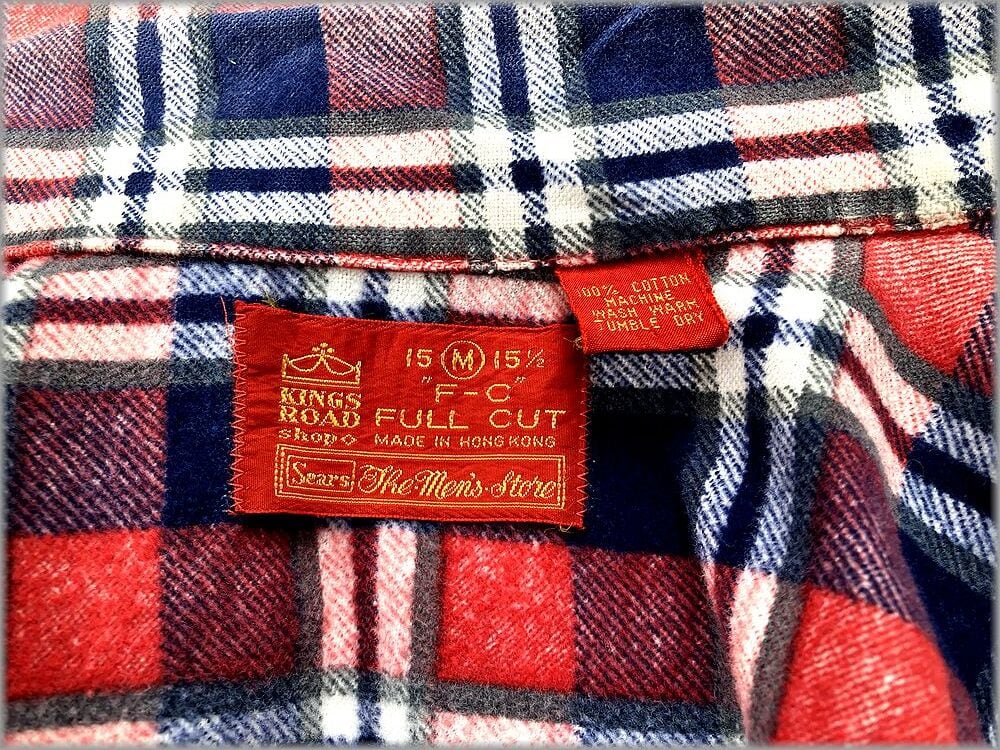 100% COTTON
MACHINE
WASH WARM
TUMBLE DRY
KINGS
ROAD
shop
15 M 15½
"F-C"
FULL CUT
MADE IN HONG KONG
Sears The Men's Store